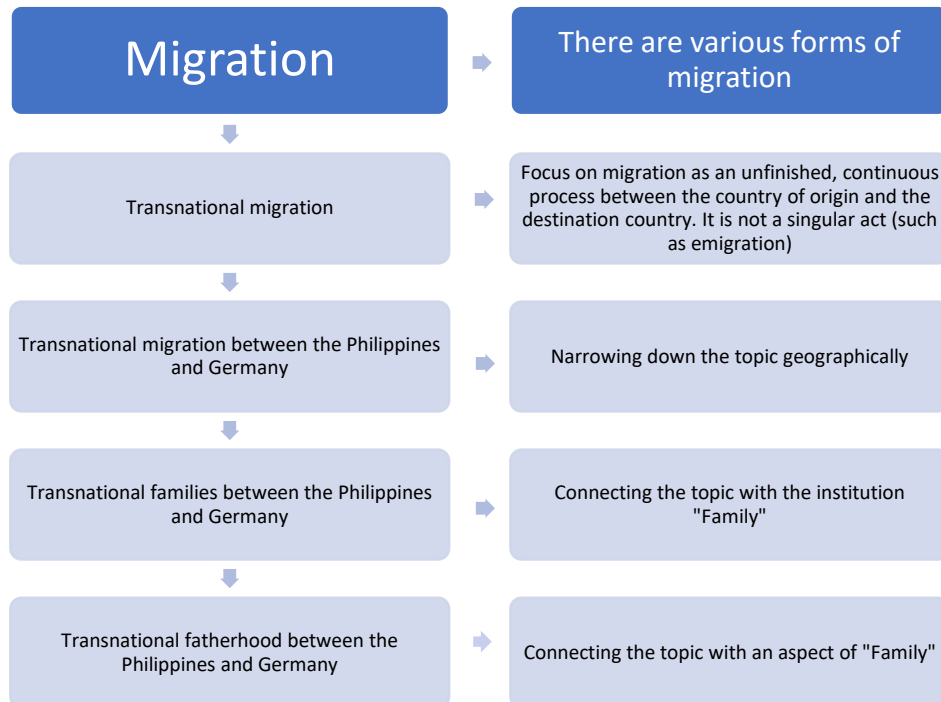 Migration
There are various forms of
migration
Transnational migration
Focus on migration as an unfinished, continuous
process between the country of origin and the
destination country. It is not a singular act (such
as emigration)
Transnational migration between the Philippines
and Germany
Narrowing down the topic geographically
Transnational families between the Philippines
and Germany
Connecting the topic with the institution
"Family"
Transnational fatherhood between the
Philippines and Germany
Connecting the topic with an aspect of "Family"